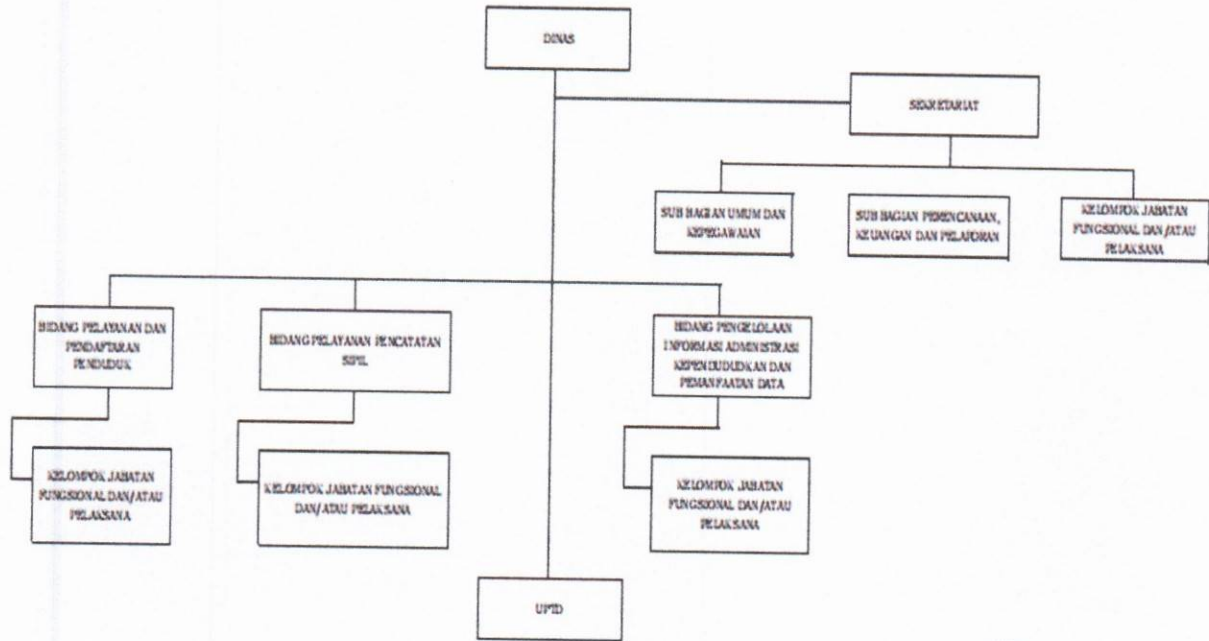 DINAS
SEKRETARIAT
SUB BAGIAN UMUM DAN
KEPEGAWAIAN
SUB BAGIAN PERENCANAAN,
KEUANGAN DAN PELAPORAN
KELOMPOK JABATAN
FUNGSIONAL DAN/ATAU
PELAKSANA
BIDANG PELAYANAN DAN
PENDAFTARAN
PENDUDUK
BIDANG PELAYANAN PENCATATAN
SIPIL
BIDANG PENGELOLAAN
INFORMASI ADMINISTRASI
KEPENDUDUDKAN DAN
PEMANFAATAN DATA
KELOMPOK JABATAN
FUNGSIONAL DAN/ATAU
PELAKSANA
KELOMPOK JABATAN FUNGSIONAL
DAN/ATAU PELAKSANA
KELOMPOK JABATAN
FUNGSIONAL DAN/ATAU
PELAKSANA
UPTD